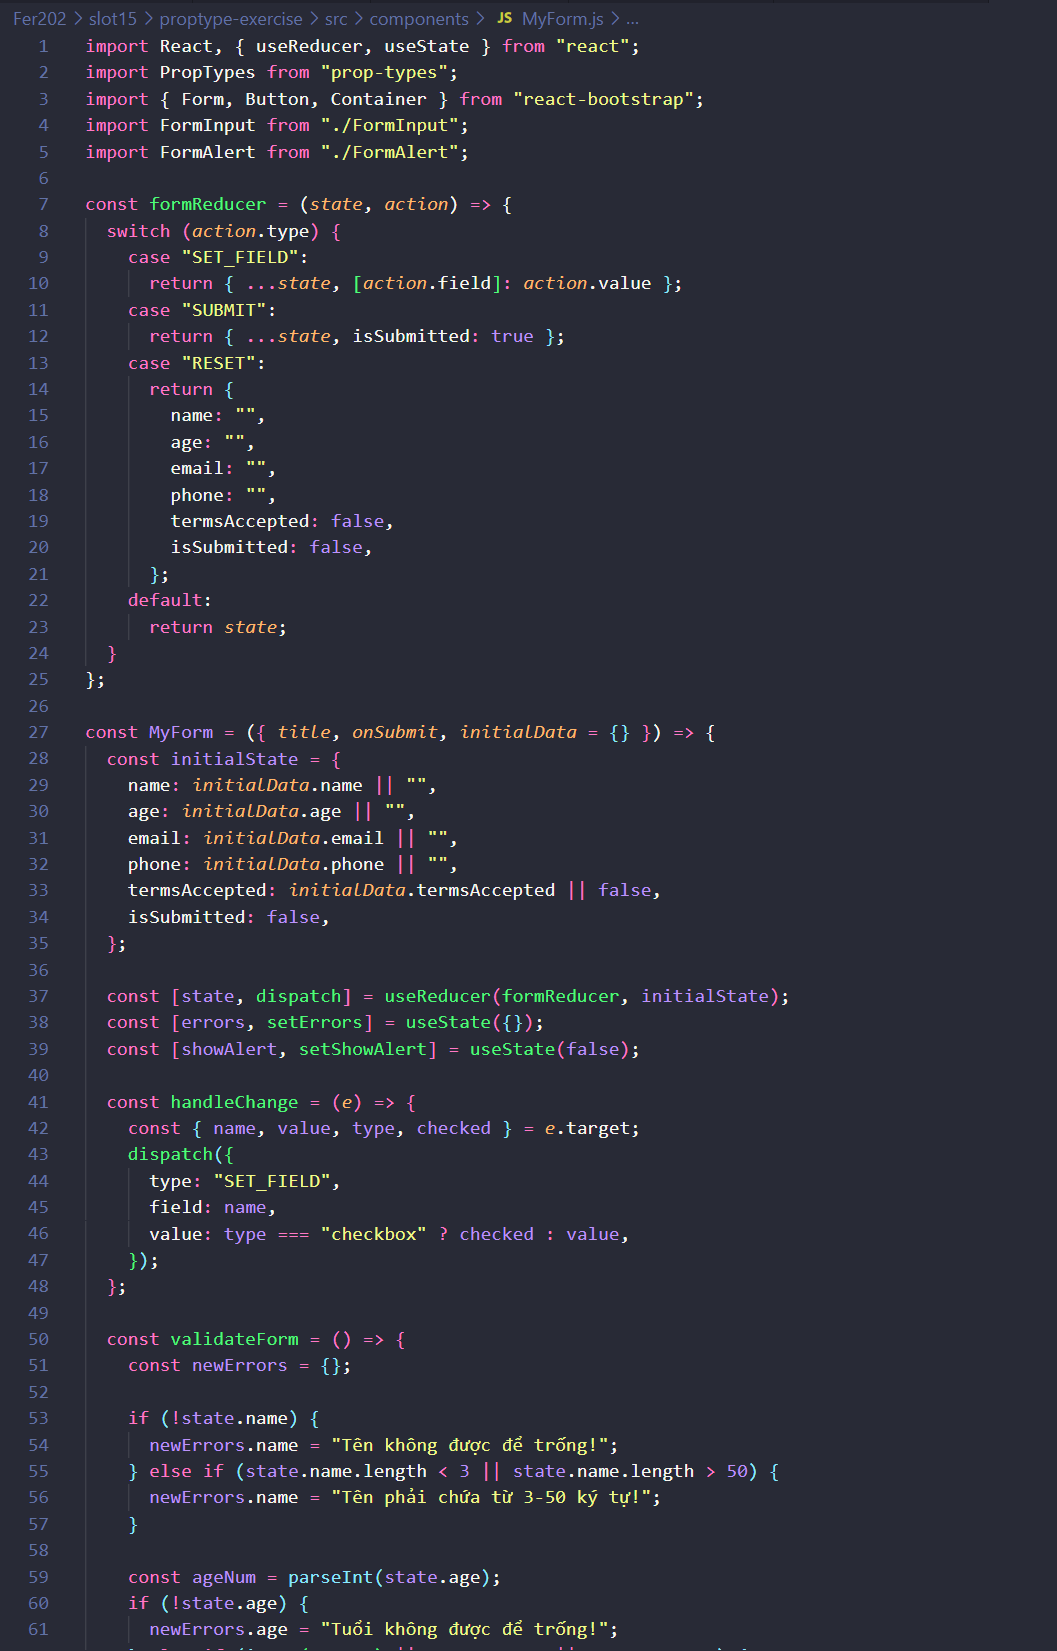 Fer202 > slot15 > proptype-exercise > src > components > JS MyForm.js > ...
1 import React, { useReducer, useState } from "react";
2 import PropTypes from "prop-types";
3 import { Form, Button, Container } from "react-bootstrap";
4 import FormInput from "./FormInput";
5 import FormAlert from "./FormAlert";
6
7 const formReducer = (state, action) => {
8 switch (action.type) {
9 case "SET_FIELD":
10 return { ...state, [action.field]: action.value };
11 case "SUBMIT":
12 return { ...state, isSubmitted: true };
13 case "RESET":
14 return {
15 name: "",
16 age: "",
17 email: "",
18 phone: "",
19 termsAccepted: false,
20 isSubmitted: false,
21 };
22 default:
23 return state;
24 }
25 };
26
27 const MyForm = ({ title, onSubmit, initialData = {} }) => {
28 const initialState = {
29 name: initialData.name || "",
30 age: initialData.age || "",
31 email: initialData.email || "",
32 phone: initialData.phone || "",
33 termsAccepted: initialData.termsAccepted || false,
34 isSubmitted: false,
35 };
36
37 const [state, dispatch] = useReducer(formReducer, initialState);
38 const [errors, setErrors] = useState({});
39 const [showAlert, setShowAlert] = useState(false);
40
41 const handleChange = (e) => {
42 const { name, value, type, checked } = e.target;
43 dispatch({
44 type: "SET_FIELD",
45 field: name,
46 value: type === "checkbox" ? checked : value,
47 });
48 };
49
50 const validateForm = () => {
51 const newErrors = {};
52
53 if (!state.name) {
54 newErrors.name = "Tên không được để trống!";
55 } else if (state.name.length < 3 || state.name.length > 50) {
56 newErrors.name = "Tên phải chứa từ 3-50 ký tự!";
57 }
58
59 const ageNum = parseInt(state.age);
60 if (!state.age) {
61 newErrors.age = "Tuổi không được để trống!";